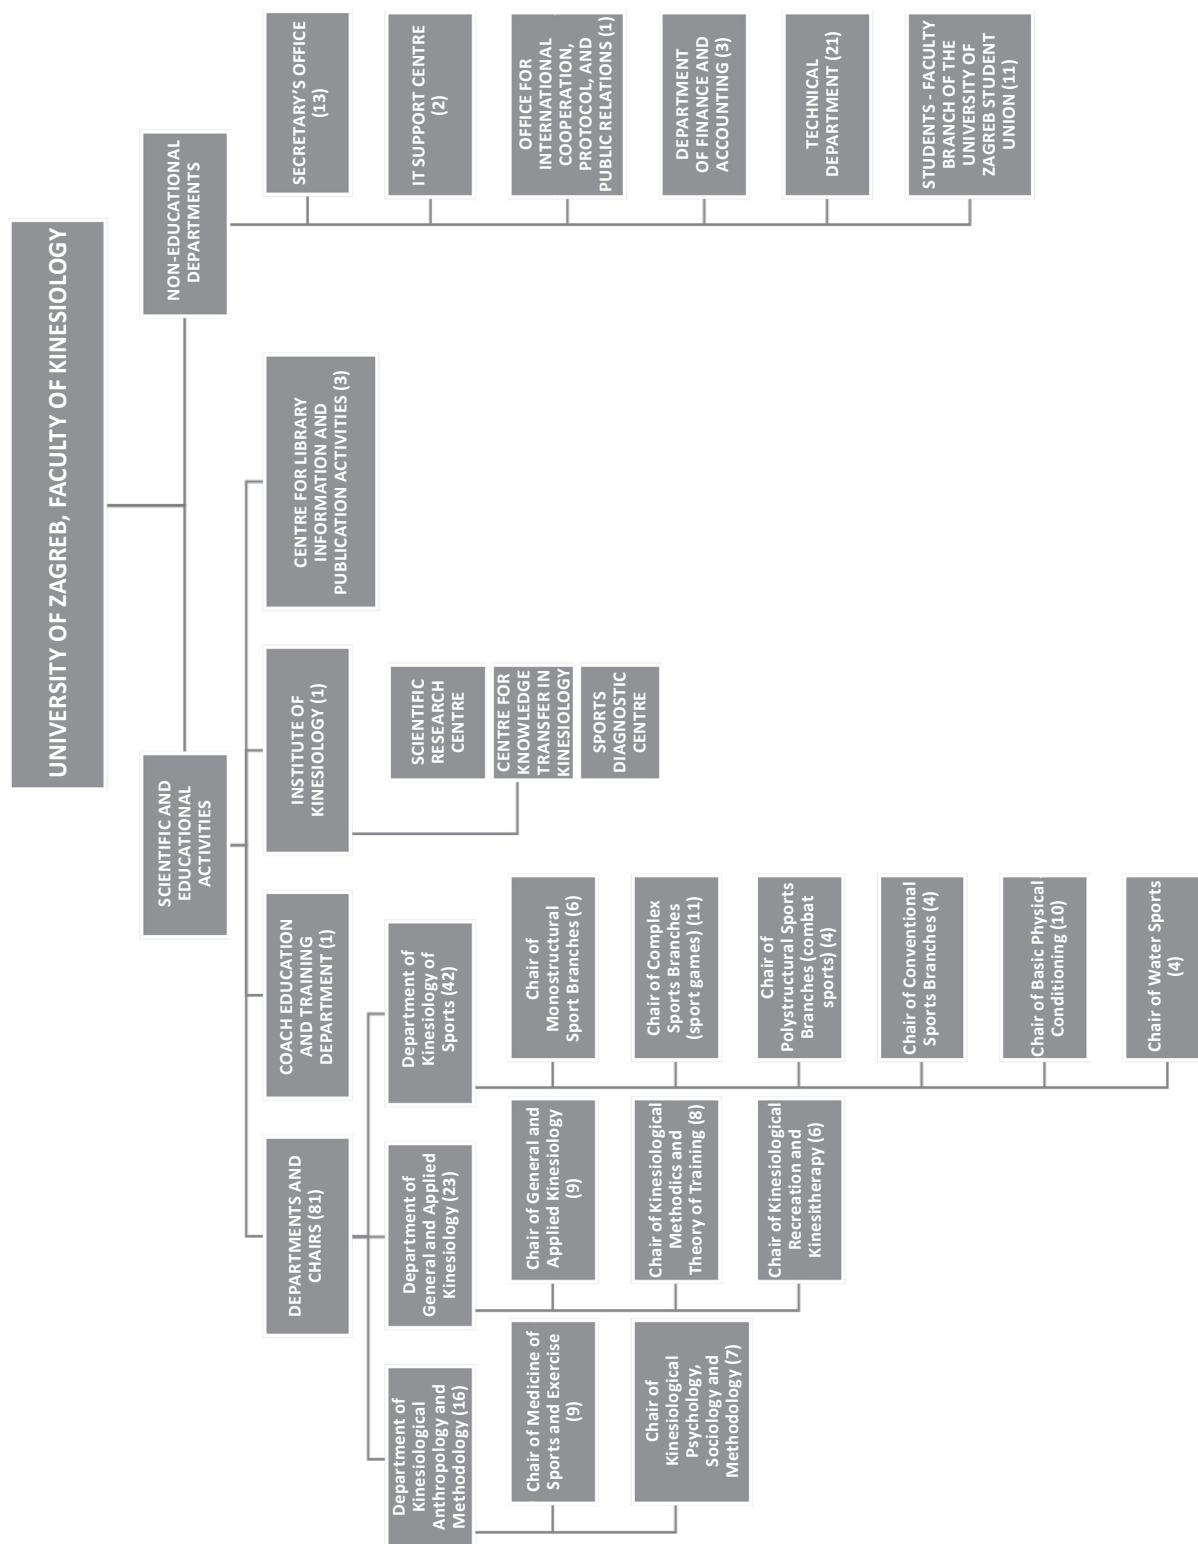 UNIVERSITY OF ZAGREB, FACULTY OF KINESIOLOGY
SCIENTIFIC AND
EDUCATIONAL
ACTIVITIES
NON-EDUCATIONAL
DEPARTMENTS
DEPARTMENTS AND
CHAIRS (81)
COACH EDUCATION
AND TRAINING
DEPARTMENT (1)
INSTITUTE OF
KINESIOLOGY (1)
CENTRE FOR LIBRARY
INFORMATION AND
PUBLICATION ACTIVITIES (3)
SECRETARY'S OFFICE
(13)
IT SUPPORT CENTRE
(2)
OFFICE FOR
INTERNATIONAL
COOPERATION,
PROTOCOL, AND
PUBLIC RELATIONS (1)
DEPARTMENT
OF FINANCE AND
ACCOUNTING (3)
TECHNICAL
DEPARTMENT (21)
STUDENTS - FACULTY
BRANCH OF THE
UNIVERSITY OF
ZAGREB STUDENT
UNION (11)
SCIENTIFIC
RESEARCH
CENTRE
CENTRE FOR
KNOWLEDGE
TRANSFER IN
KINESIOLOGY
SPORTS
DIAGNOSTIC
CENTRE
Department of
Kinesiological
Anthropology and
Methodology (16)
Chair of Medicine of
Sports and Exercise
(9)
Chair of
Kinesiological
Psychology,
Sociology and
Methodology (7)
Department of
General and Applied
Kinesiology (23)
Chair of General and
Applied Kinesiology
(9)
Chair of Kinesiological
Methodics and
Theory of Training (8)
Chair of Kinesiological
Recreation and
Kinesitherapy (6)
Department of
Kinesiology of
Sports (42)
Chair of
Monostructural
Sport Branches (6)
Chair of Complex
Sports Branches
(sport games) (11)
Chair of
Polystructural Sports
Branches (combat
sports) (4)
Chair of Conventional
Sports Branches (4)
Chair of Basic Physical
Conditioning (10)
Chair of Water Sports
(4)